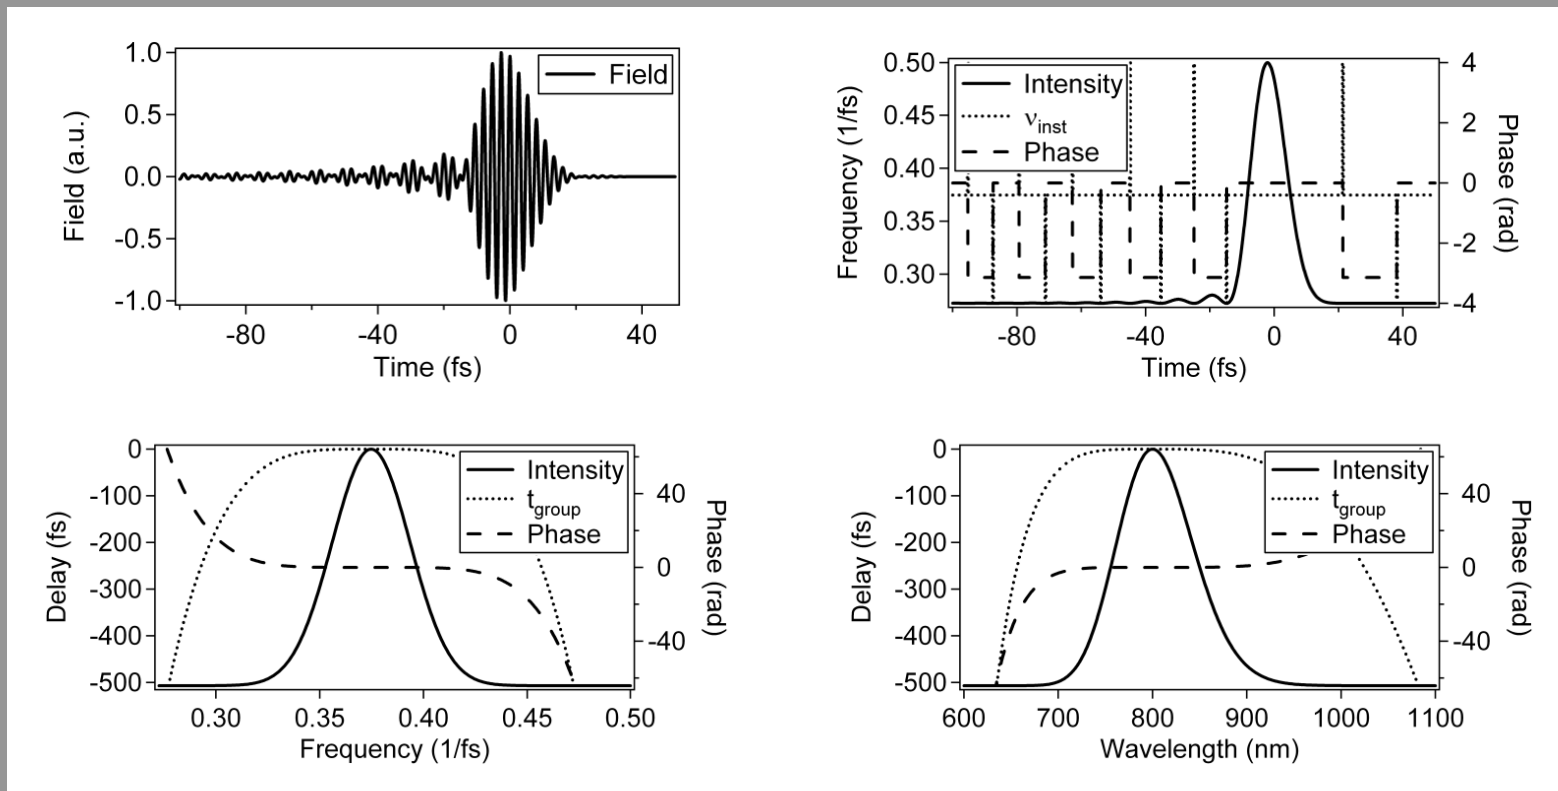 1.0
0.5
0.0
-0.5
-1.0
Field (a.u.)
Field
-80
-40
0
40
Time (fs)
0.50
0.45
0.40
0.35
0.30
Frequency (1/fs)
Intensity
νinst
Phase
4
2
0
-2
-4
Phase (rad)
-80
-40
0
40
Time (fs)
0
-100
-200
-300
-400
-500
Delay (fs)
Intensity
tgroup
Phase
40
0
-40
Phase (rad)
0.30
0.35
0.40
0.45
0.50
Frequency (1/fs)
0
-100
-200
-300
-400
-500
Delay (fs)
Intensity
tgroup
Phase
40
0
-40
Phase (rad)
600
700
800
900
1000
1100
Wavelength (nm)